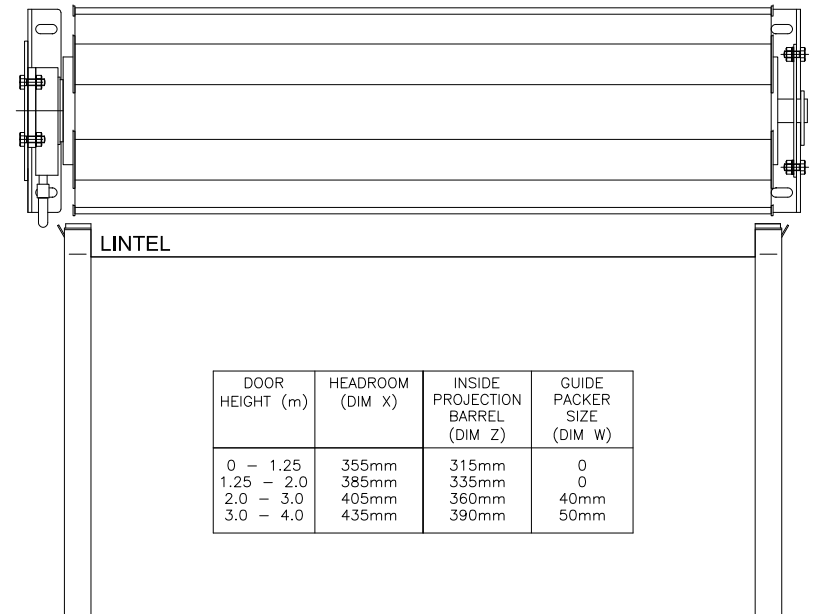 LINTEL
DOOR HEIGHT (m) HEADROOM (DIM X) INSIDE PROJECTION BARREL (DIM Z) GUIDE PACKER SIZE (DIM W)
0 – 1.25 355mm 315mm 0
1.25 – 2.0 385mm 335mm 0
2.0 – 3.0 405mm 360mm 40mm
3.0 – 4.0 435mm 390mm 50mm